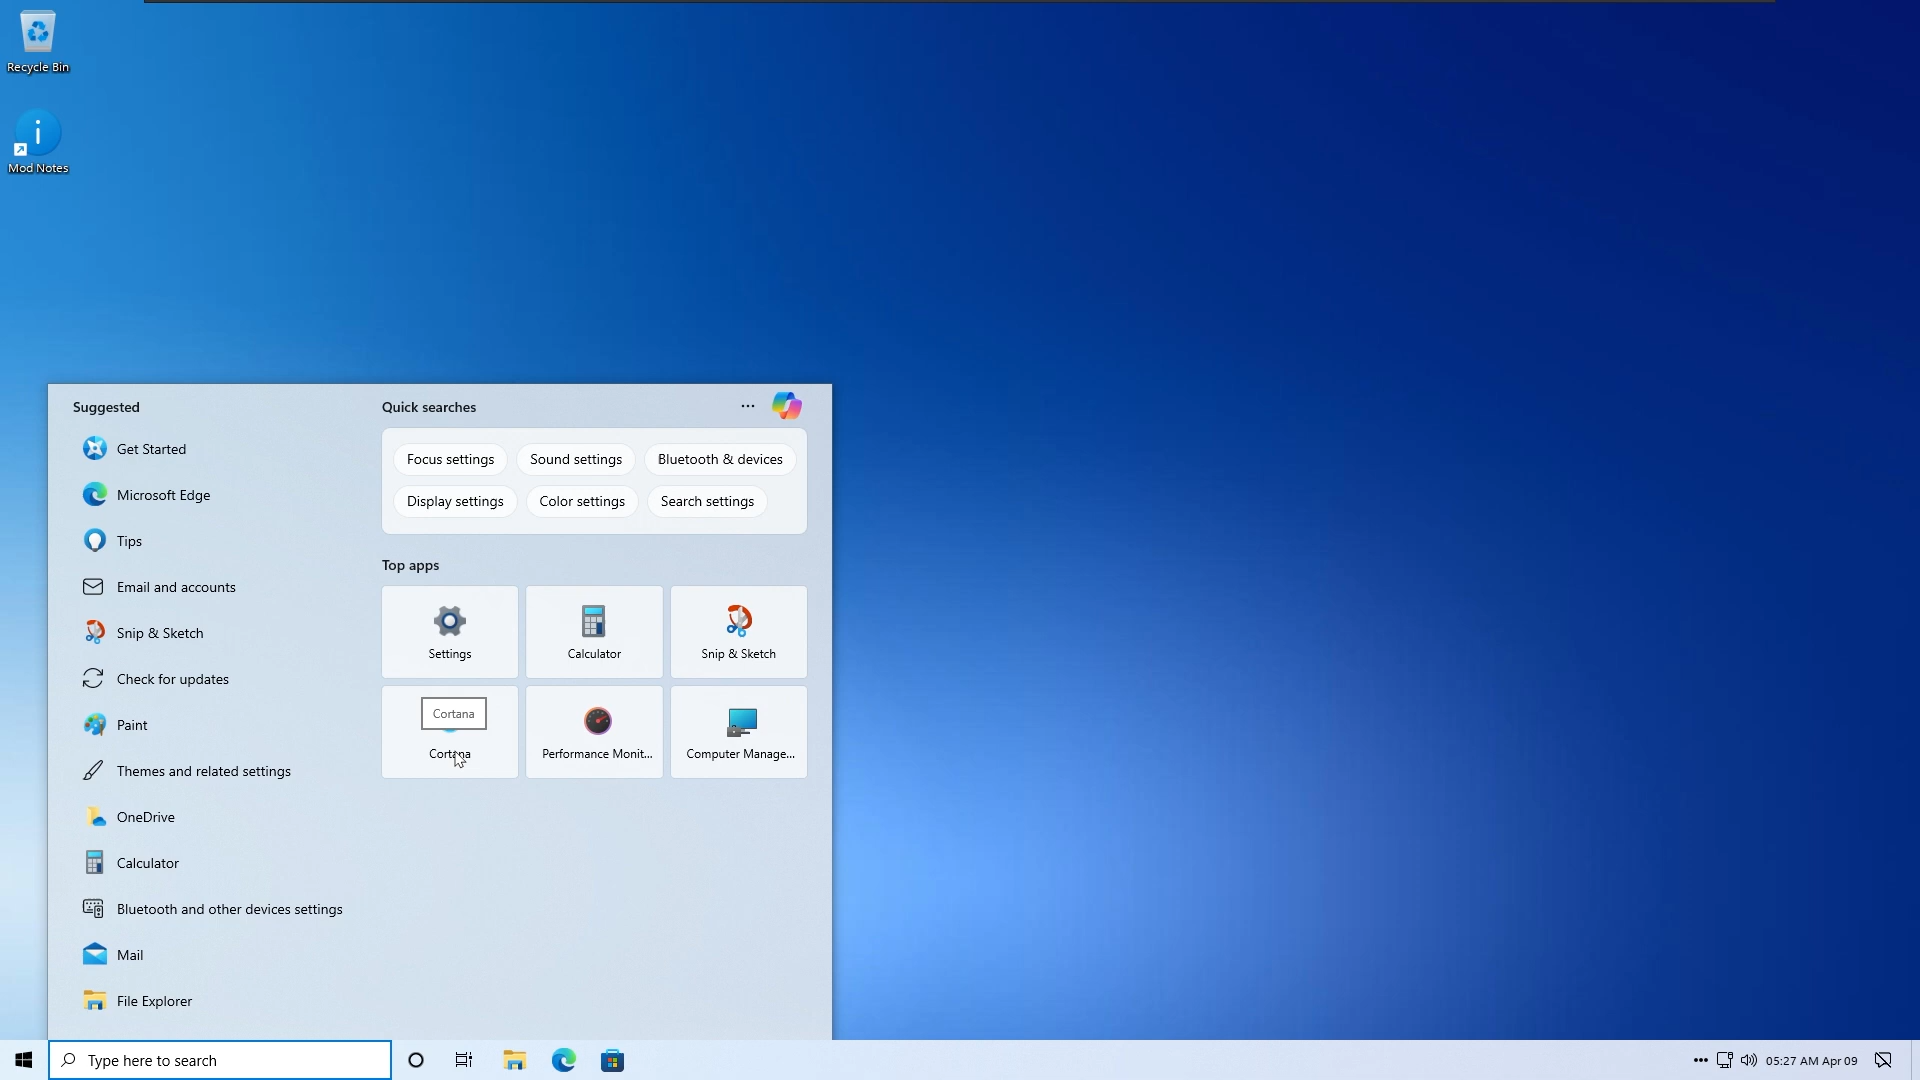 Recycle Bin
Mod Notes
Suggested
Get Started
Microsoft Edge
Tips
Email and accounts
Snip & Sketch
Check for updates
Paint
Themes and related settings
OneDrive
Calculator
Bluetooth and other devices settings
Mail
File Explorer
Quick searches
Focus settings Sound settings Bluetooth & devices
Display settings Color settings Search settings
Top apps
Settings Calculator Snip & Sketch
Cortana
Cortana Performance Monit... Computer Manage...
Type here to search
05:27 AM Apr 09